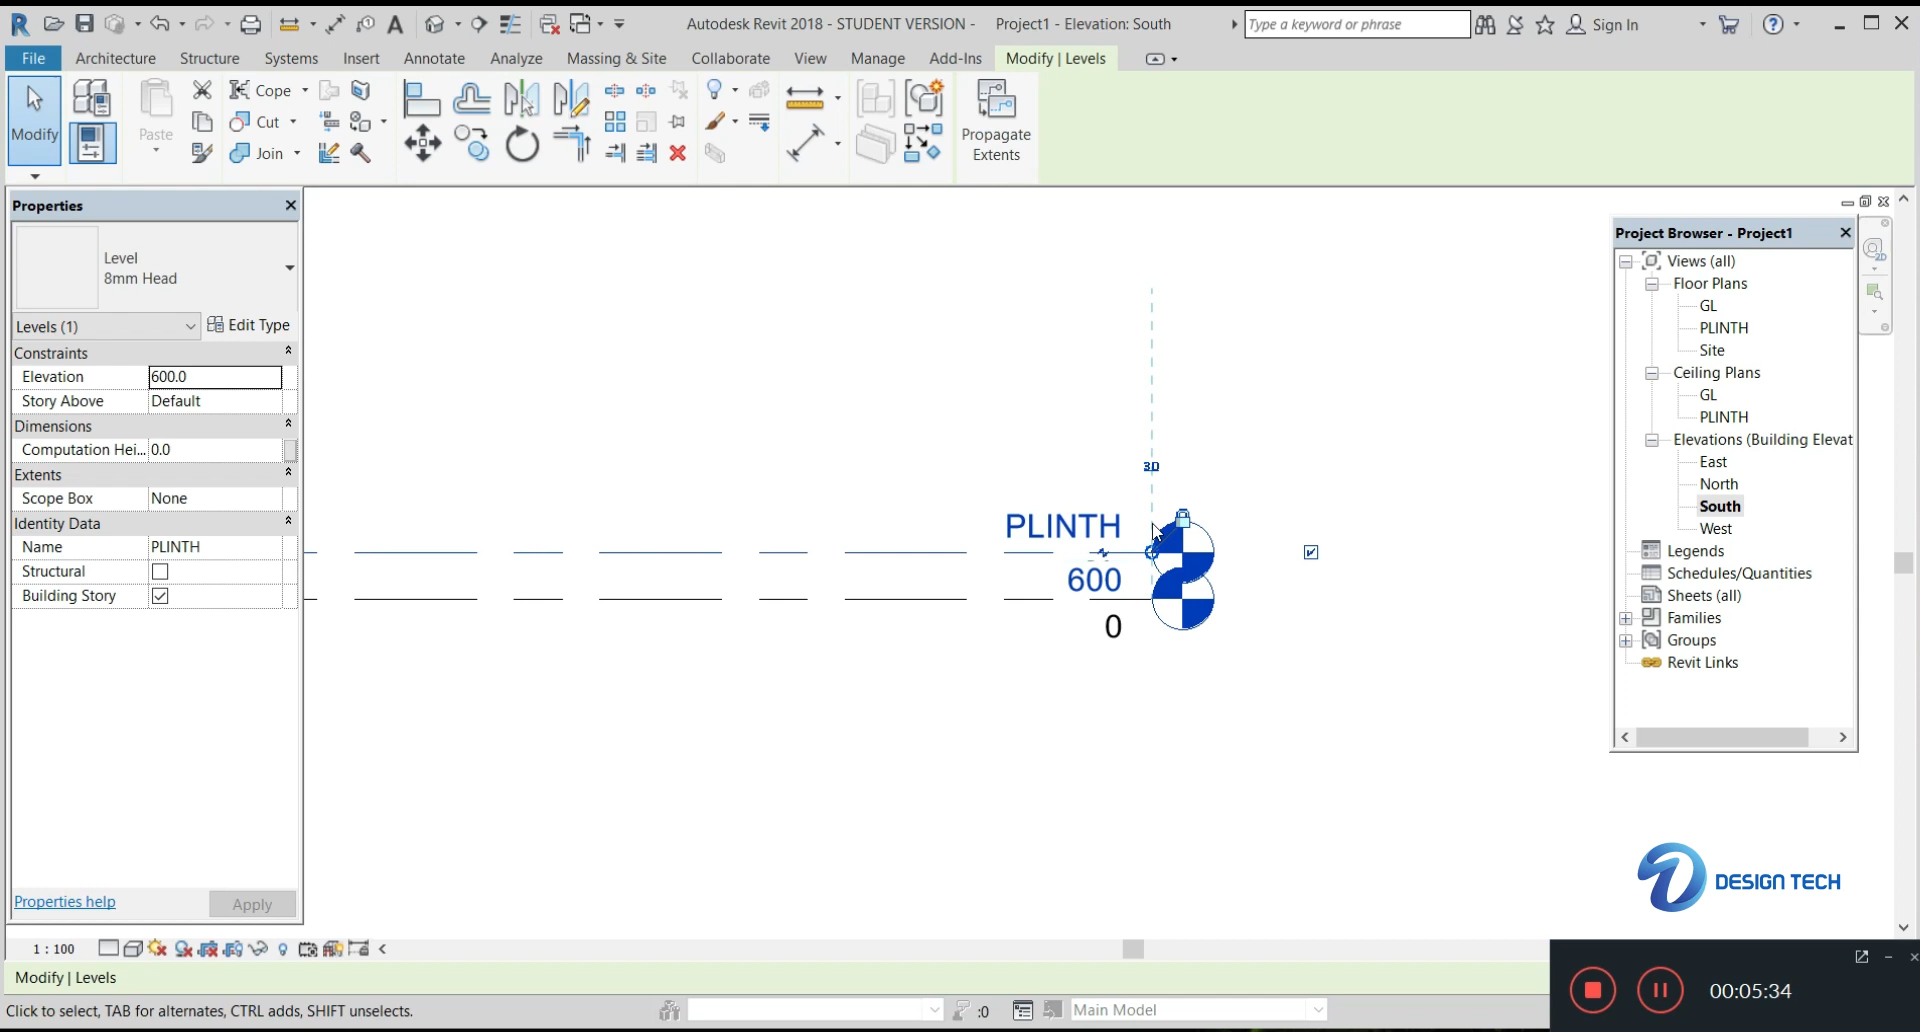 Autodesk Revit 2018 - STUDENT VERSION - Project1 - Elevation: South
Type a keyword or phrase
Sign In
File Architecture Structure Systems Insert Annotate Analyze Massing & Site Collaborate View Manage Add-Ins Modify | Levels
Modify
Paste
Cope
Cut
Join
Propagate
Extents
Properties
Level
8mm Head
Levels (1)
Edit Type
Constraints
Elevation 600.0
Story Above Default
Dimensions
Computation Hei... 0.0
Extents
Scope Box None
Identity Data
Name PLINTH
Structural
Building Story
Properties help
Apply
3D
PLINTH
600
0
Project Browser - Project1
Views (all)
Floor Plans
GL
PLINTH
Site
Ceiling Plans
GL
PLINTH
Elevations (Building Elevat
East
North
South
West
Legends
Schedules/Quantities
Sheets (all)
Families
Groups
Revit Links
2D
DESIGN TECH
1 : 100
Modify | Levels
Click to select, TAB for alternates, CTRL adds, SHIFT unselects.
:0
Main Model
00:05:34